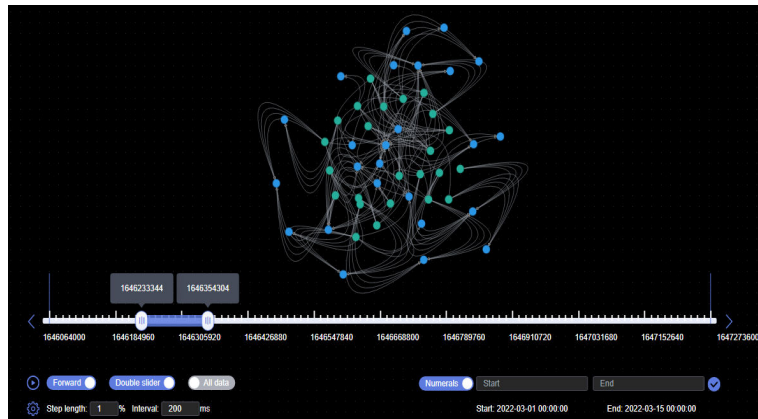 1646233344 1646354304
1646064000 1646184960 1646305920 1646426880 1646547840 1646668800 1646789760 1646910720 1647031680 1647152640 1647273600
Forward Double slider All data Numerals Start End
Step length: 1 % Interval: 200 ms Start: 2022-03-01 00:00:00 End: 2022-03-15 00:00:00